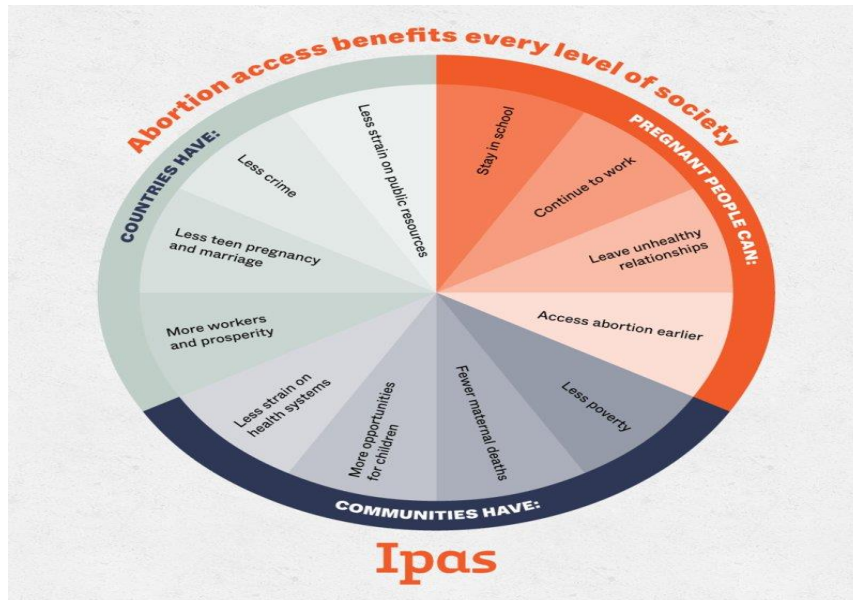 Abortion access benefits every level of society
PREGNANT PEOPLE CAN:
Stay in school
Continue to work
Leave unhealthy
relationships
Access abortion earlier
COMMUNITIES HAVE:
Less poverty
Fewer maternal deaths
More opportunities
for children
Less strain on
health systems
COUNTRIES HAVE:
More workers
and prosperity
Less teen pregnancy
and marriage
Less crime
Less strain on public resources
Ipas